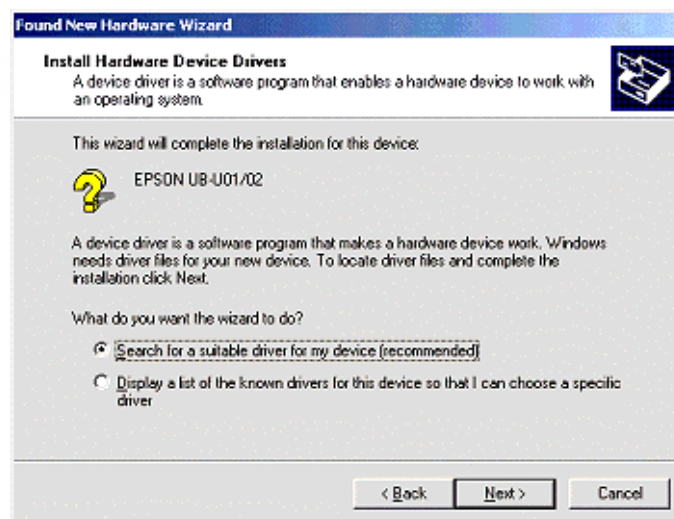 Found New Hardware Wizard
Install Hardware Device Drivers
A device driver is a software program that enables a hardware device to work with
an operating system.
This wizard will complete the installation for this device:
EPSON UB-U01/02
A device driver is a software program that makes a hardware device work. Windows
needs driver files for your new device. To locate driver files and complete the
installation click Next.
What do you want the wizard to do?
Search for a suitable driver for my device (recommended)
Display a list of the known drivers for this device so that I can choose a specific
driver
< Back Next > Cancel